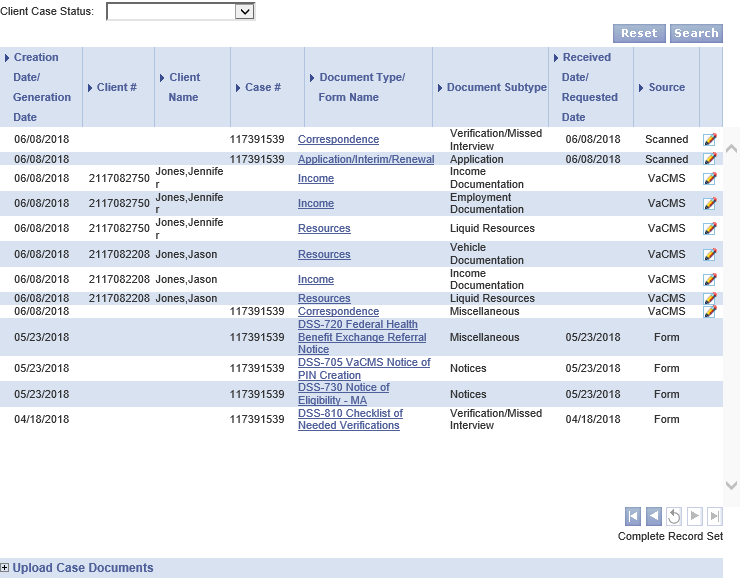 Client Case Status:
Reset Search
Creation Date/ Generation Date Client # Client Name Case # Document Type/ Form Name Document Subtype Received Date/ Requested Date Source
06/08/2018 117391539 Correspondence Verification/Missed Interview 06/08/2018 Scanned
06/08/2018 117391539 Application/Interim/Renewal Application 06/08/2018 Scanned
06/08/2018 2117082750 Jones,Jennifer Income Income Documentation VaCMS
06/08/2018 2117082750 Jones,Jennifer Income Employment Documentation VaCMS
06/08/2018 2117082750 Jones,Jennifer Resources Liquid Resources VaCMS
06/08/2018 2117082208 Jones,Jason Resources Vehicle Documentation VaCMS
06/08/2018 2117082208 Jones,Jason Income Income Documentation VaCMS
06/08/2018 2117082208 Jones,Jason Resources Liquid Resources VaCMS
06/08/2018 117391539 Correspondence Miscellaneous VaCMS
05/23/2018 117391539 DSS-720 Federal Health Benefit Exchange Referral Notice Miscellaneous 05/23/2018 Form
05/23/2018 117391539 DSS-705 VaCMS Notice of PIN Creation Notices 05/23/2018 Form
05/23/2018 117391539 DSS-730 Notice of Eligibility - MA Notices 05/23/2018 Form
04/18/2018 117391539 DSS-810 Checklist of Needed Verifications Verification/Missed Interview 04/18/2018 Form
Complete Record Set
Upload Case Documents